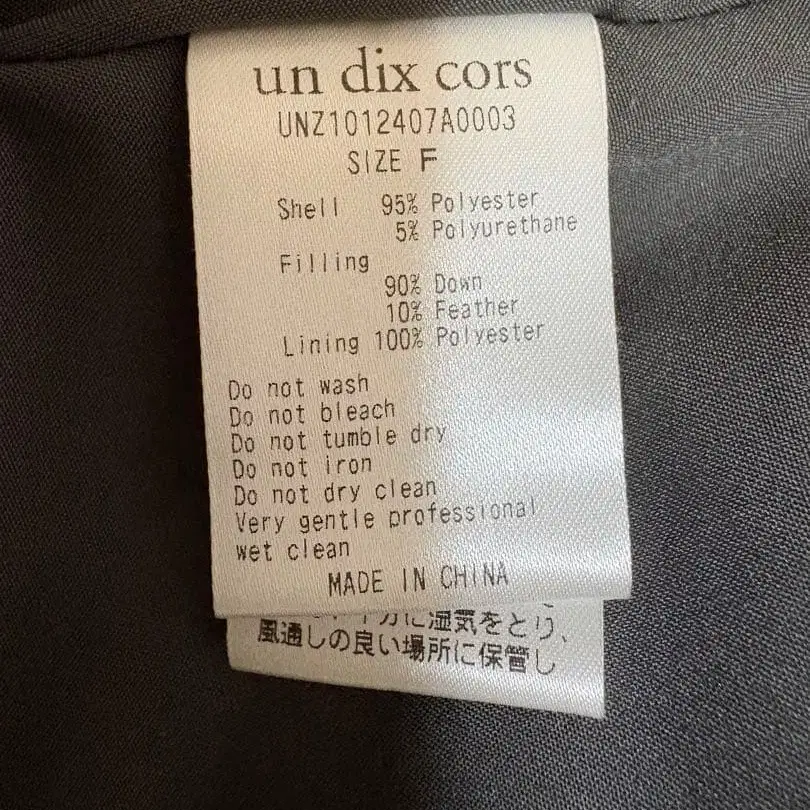 un dix cors
UNZ1012407A0003
SIZE F
Shell 95% Polyester
5% Polyurethane
Filling
90% Down
10% Feather
Lining 100% Polyester
Do not wash
Do not bleach
Do not tumble dry
Do not iron
Do not dry clean
Very gentle professional
wet clean
MADE IN CHINA
に湿気をとり、
風通しの良い場所に保管し